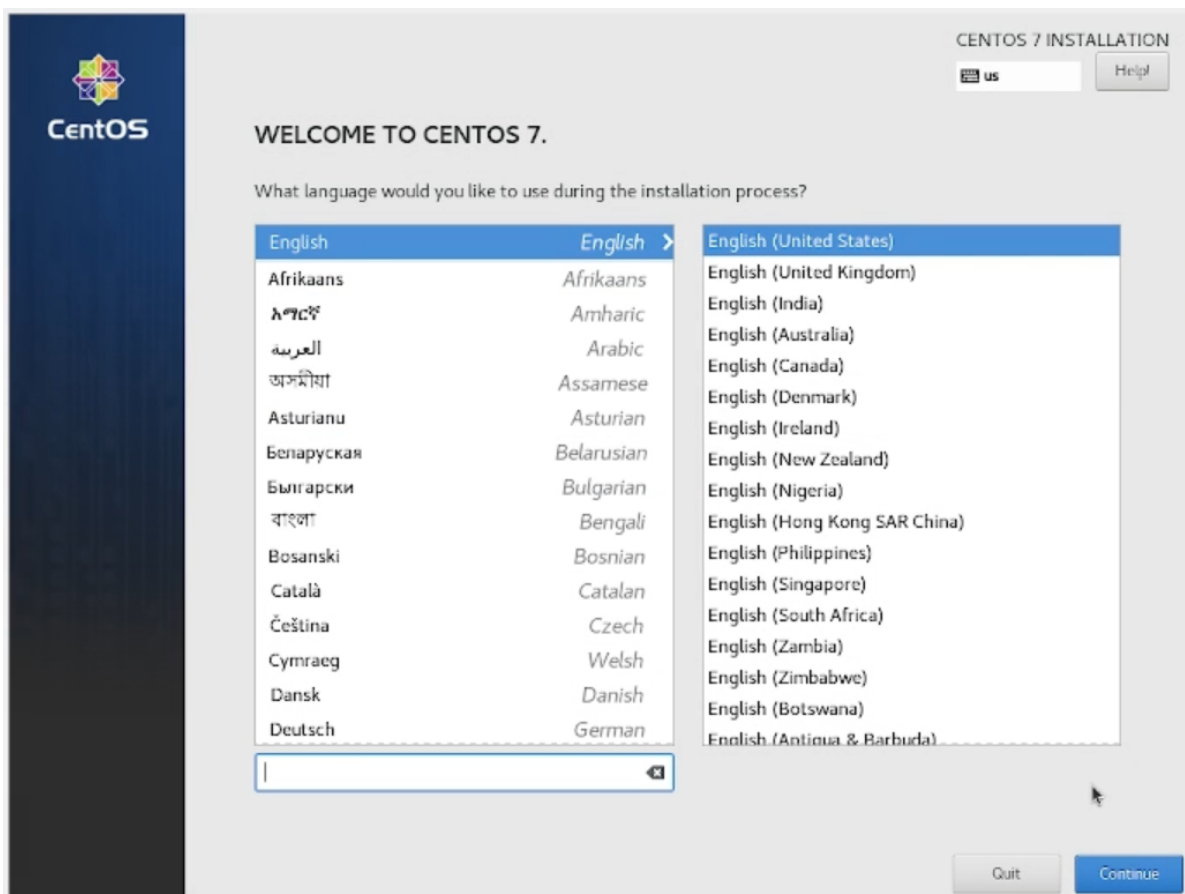 CentOS
CENTOS 7 INSTALLATION
us
Help!
WELCOME TO CENTOS 7.
What language would you like to use during the installation process?
English English
Afrikaans Afrikaans
አማርኛ Amharic
العربية Arabic
অসমীয়া Assamese
Asturianu Asturian
Беларуская Belarusian
Български Bulgarian
বাংলা Bengali
Bosanski Bosnian
Català Catalan
Čeština Czech
Cymraeg Welsh
Dansk Danish
Deutsch German
English (United States)
English (United Kingdom)
English (India)
English (Australia)
English (Canada)
English (Denmark)
English (Ireland)
English (New Zealand)
English (Nigeria)
English (Hong Kong SAR China)
English (Philippines)
English (Singapore)
English (South Africa)
English (Zambia)
English (Zimbabwe)
English (Botswana)
English (Antigua & Barbuda)
Quit
Continue